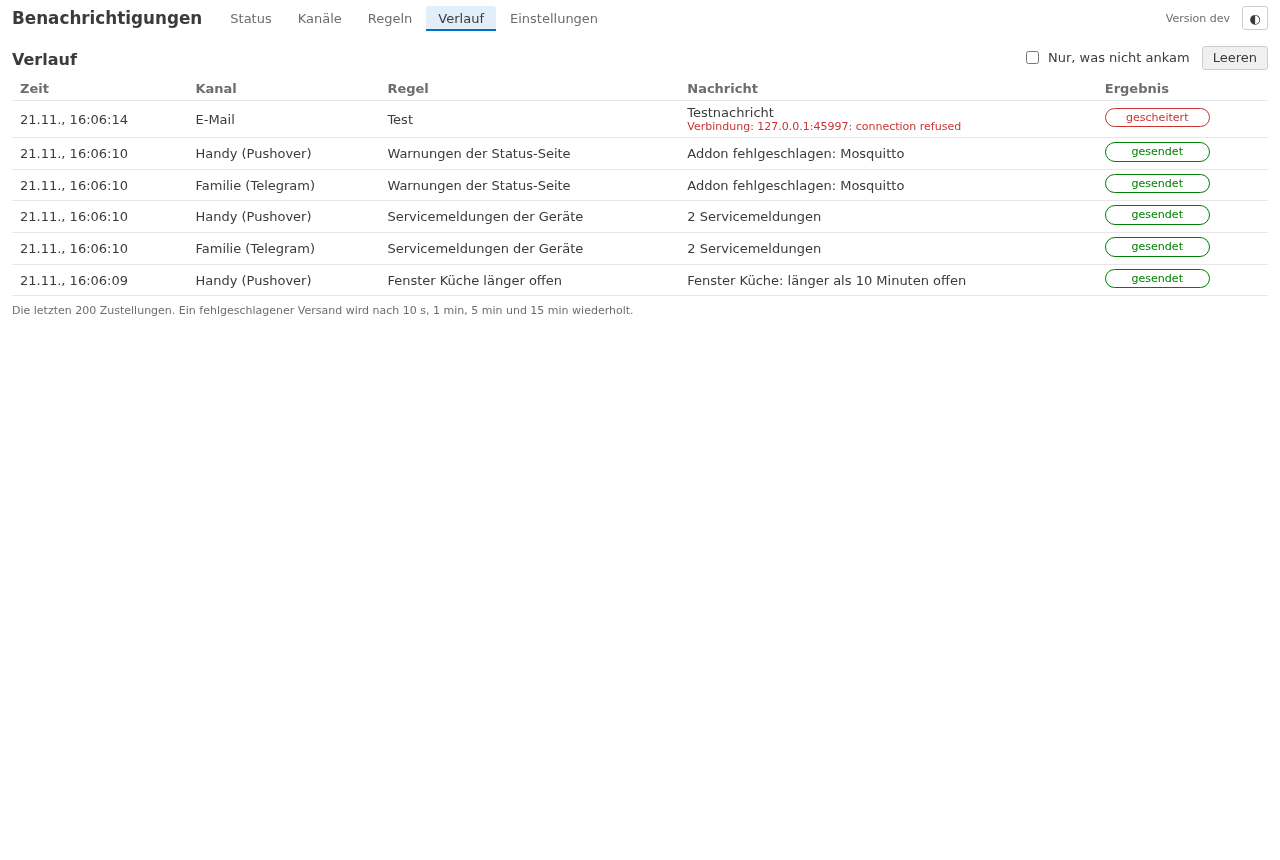 Benachrichtigungen Status Kanäle Regeln Verlauf Einstellungen Version dev ◐
Verlauf Nur, was nicht ankam Leeren
Zeit Kanal Regel Nachricht Ergebnis
21.11., 16:06:14 E-Mail Test Testnachricht gescheitert
Verbindung: 127.0.0.1:45997: connection refused
21.11., 16:06:10 Handy (Pushover) Warnungen der Status-Seite Addon fehlgeschlagen: Mosquitto gesendet
21.11., 16:06:10 Familie (Telegram) Warnungen der Status-Seite Addon fehlgeschlagen: Mosquitto gesendet
21.11., 16:06:10 Handy (Pushover) Servicemeldungen der Geräte 2 Servicemeldungen gesendet
21.11., 16:06:10 Familie (Telegram) Servicemeldungen der Geräte 2 Servicemeldungen gesendet
21.11., 16:06:09 Handy (Pushover) Fenster Küche länger offen Fenster Küche: länger als 10 Minuten offen gesendet
Die letzten 200 Zustellungen. Ein fehlgeschlagener Versand wird nach 10 s, 1 min, 5 min und 15 min wiederholt.